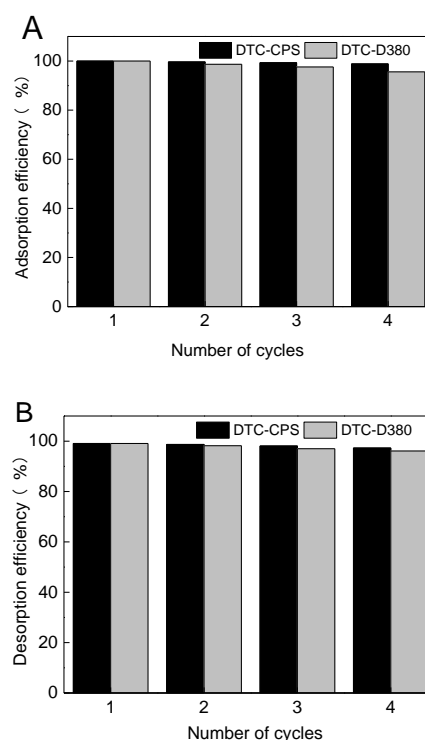 A
DTC-CPS DTC-D380
100
80
60
40
20
0
Adsorption efficiency ( %)
1 2 3 4
Number of cycles
B
DTC-CPS DTC-D380
100
80
60
40
20
0
Desorption efficiency ( %)
1 2 3 4
Number of cycles